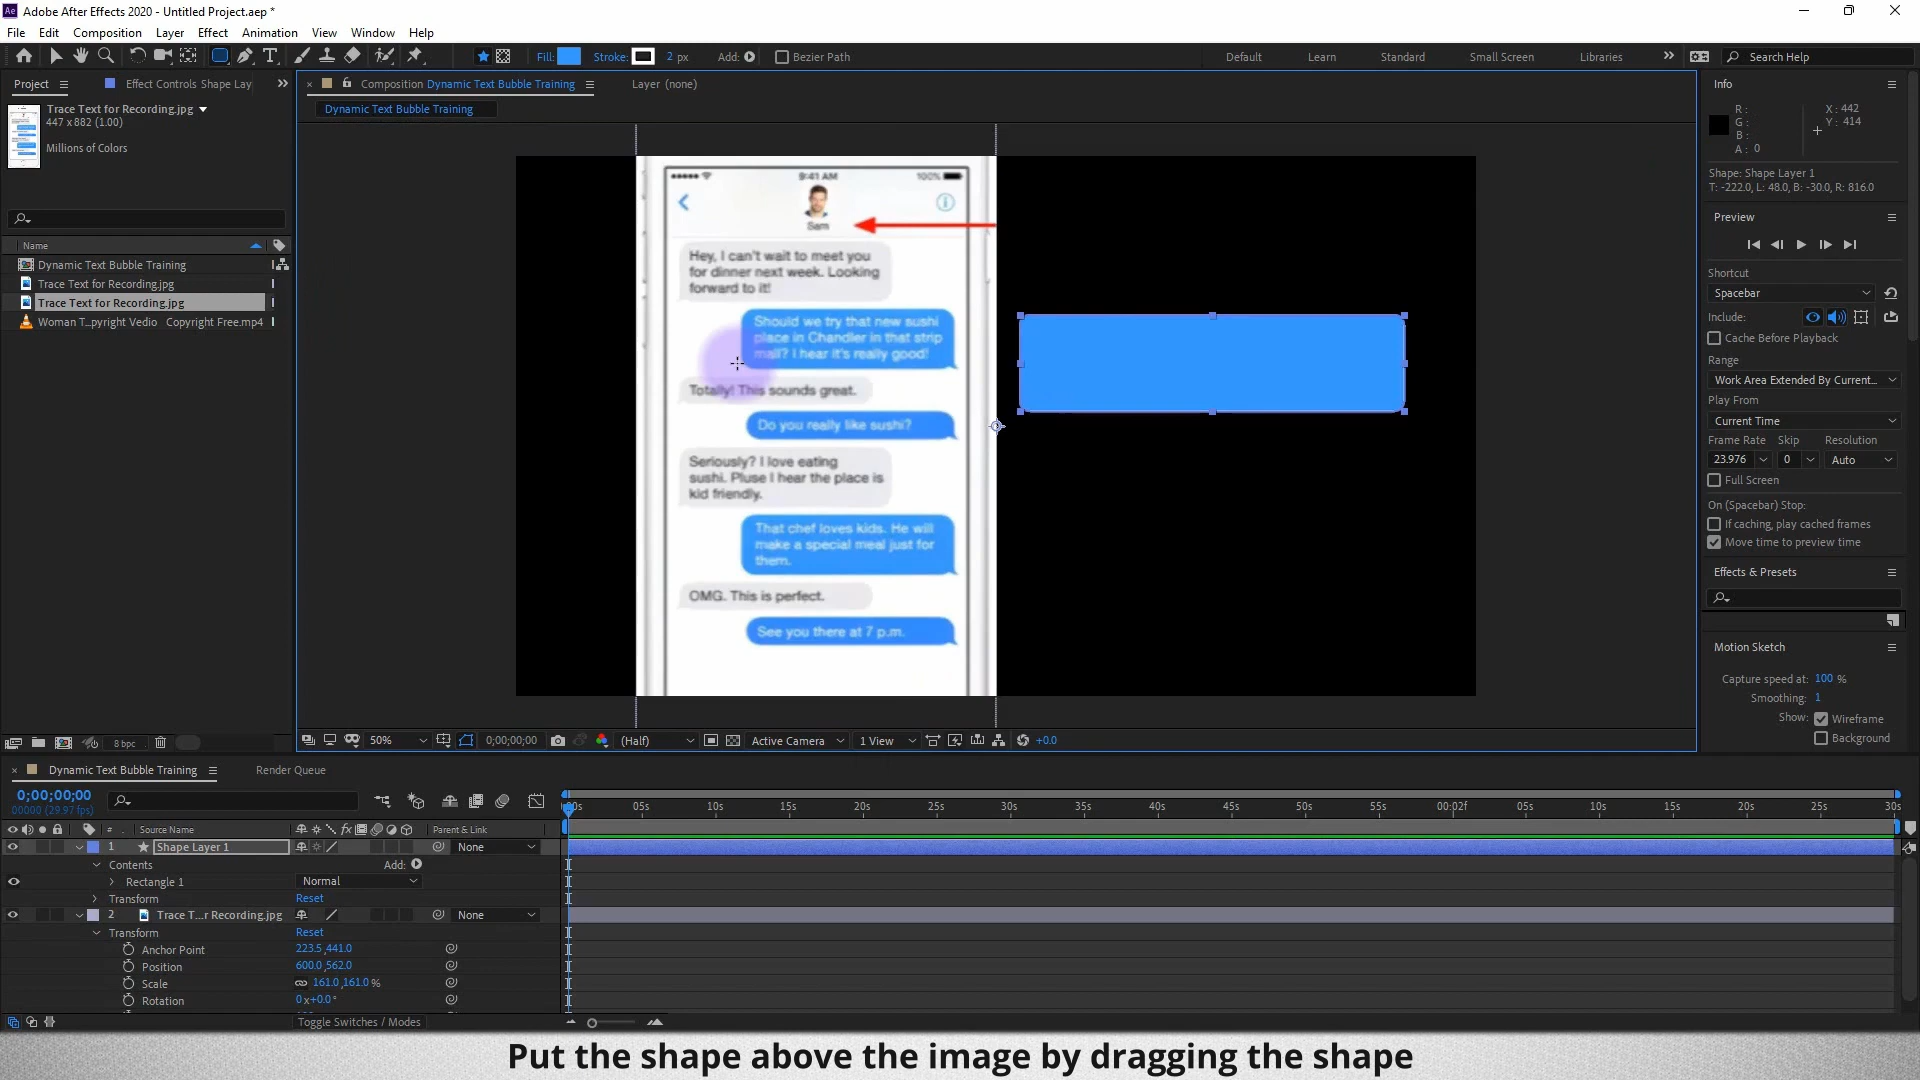 Ae Adobe After Effects 2020 - Untitled Project.aep *
File Edit Composition Layer Effect Animation View Window Help
Fill: Stroke: 2 px Add: Bezier Path Default Learn Standard Small Screen Libraries » Search Help
Project Effect Controls Shape Lay »
Trace Text for Recording.jpg
447 x 882 (1.00)
Millions of Colors
Name
Dynamic Text Bubble Training
Trace Text for Recording.jpg
Trace Text for Recording.jpg
Woman T...pyright Vedio Copyright Free.mp4
8 bpc
× Composition Dynamic Text Bubble Training Layer (none)
Dynamic Text Bubble Training
9:41 AM 100%
Sam
Hey, I can't wait to meet you
for dinner next week. Looking
forward to it!
Should we try that new sushi
place in Chandler in that strip
mall? I hear it's really good!
Totally! This sounds great.
Do you really like sushi?
Seriously? I love eating
sushi. Pluse I hear the place is
kid friendly.
That chef loves kids. He will
make a special meal just for
them.
OMG. This is perfect.
See you there at 7 p.m.
50% 0;00;00;00 (Half) Active Camera 1 View +0.0
Info
R : X : 442
G : Y : 414
B :
A : 0
Shape: Shape Layer 1
T: -222.0, L: 48.0, B: -30.0, R: 816.0
Preview
Shortcut
Spacebar
Include:
Cache Before Playback
Range
Work Area Extended By Current...
Play From
Current Time
Frame Rate Skip Resolution
23.976 0 Auto
Full Screen
On (Spacebar) Stop:
If caching, play cached frames
Move time to preview time
Effects & Presets
Motion Sketch
Capture speed at: 100 %
Smoothing: 1
Show: Wireframe
Background
× Dynamic Text Bubble Training Render Queue
0;00;00;00
00000 (29.97 fps)
:00s 05s 10s 15s 20s 25s 30s 35s 40s 45s 50s 55s 00:02f 05s 10s 15s 20s 25s 30s
# . Source Name fx Parent & Link
1 Shape Layer 1 None
Contents Add:
Rectangle 1 Normal
Transform Reset
2 Trace T...r Recording.jpg None
Transform Reset
Anchor Point 223.5,441.0
Position 600.0,562.0
Scale 161.0,161.0 %
Rotation 0x+0.0°
Toggle Switches / Modes
Put the shape above the image by dragging the shape